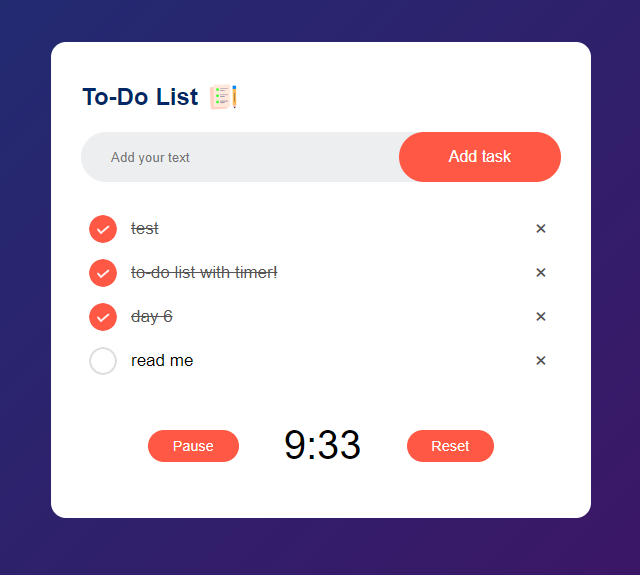 To-Do List
Add your text
Add task
test
to-do list with timer!
day 6
read me
Pause
9:33
Reset